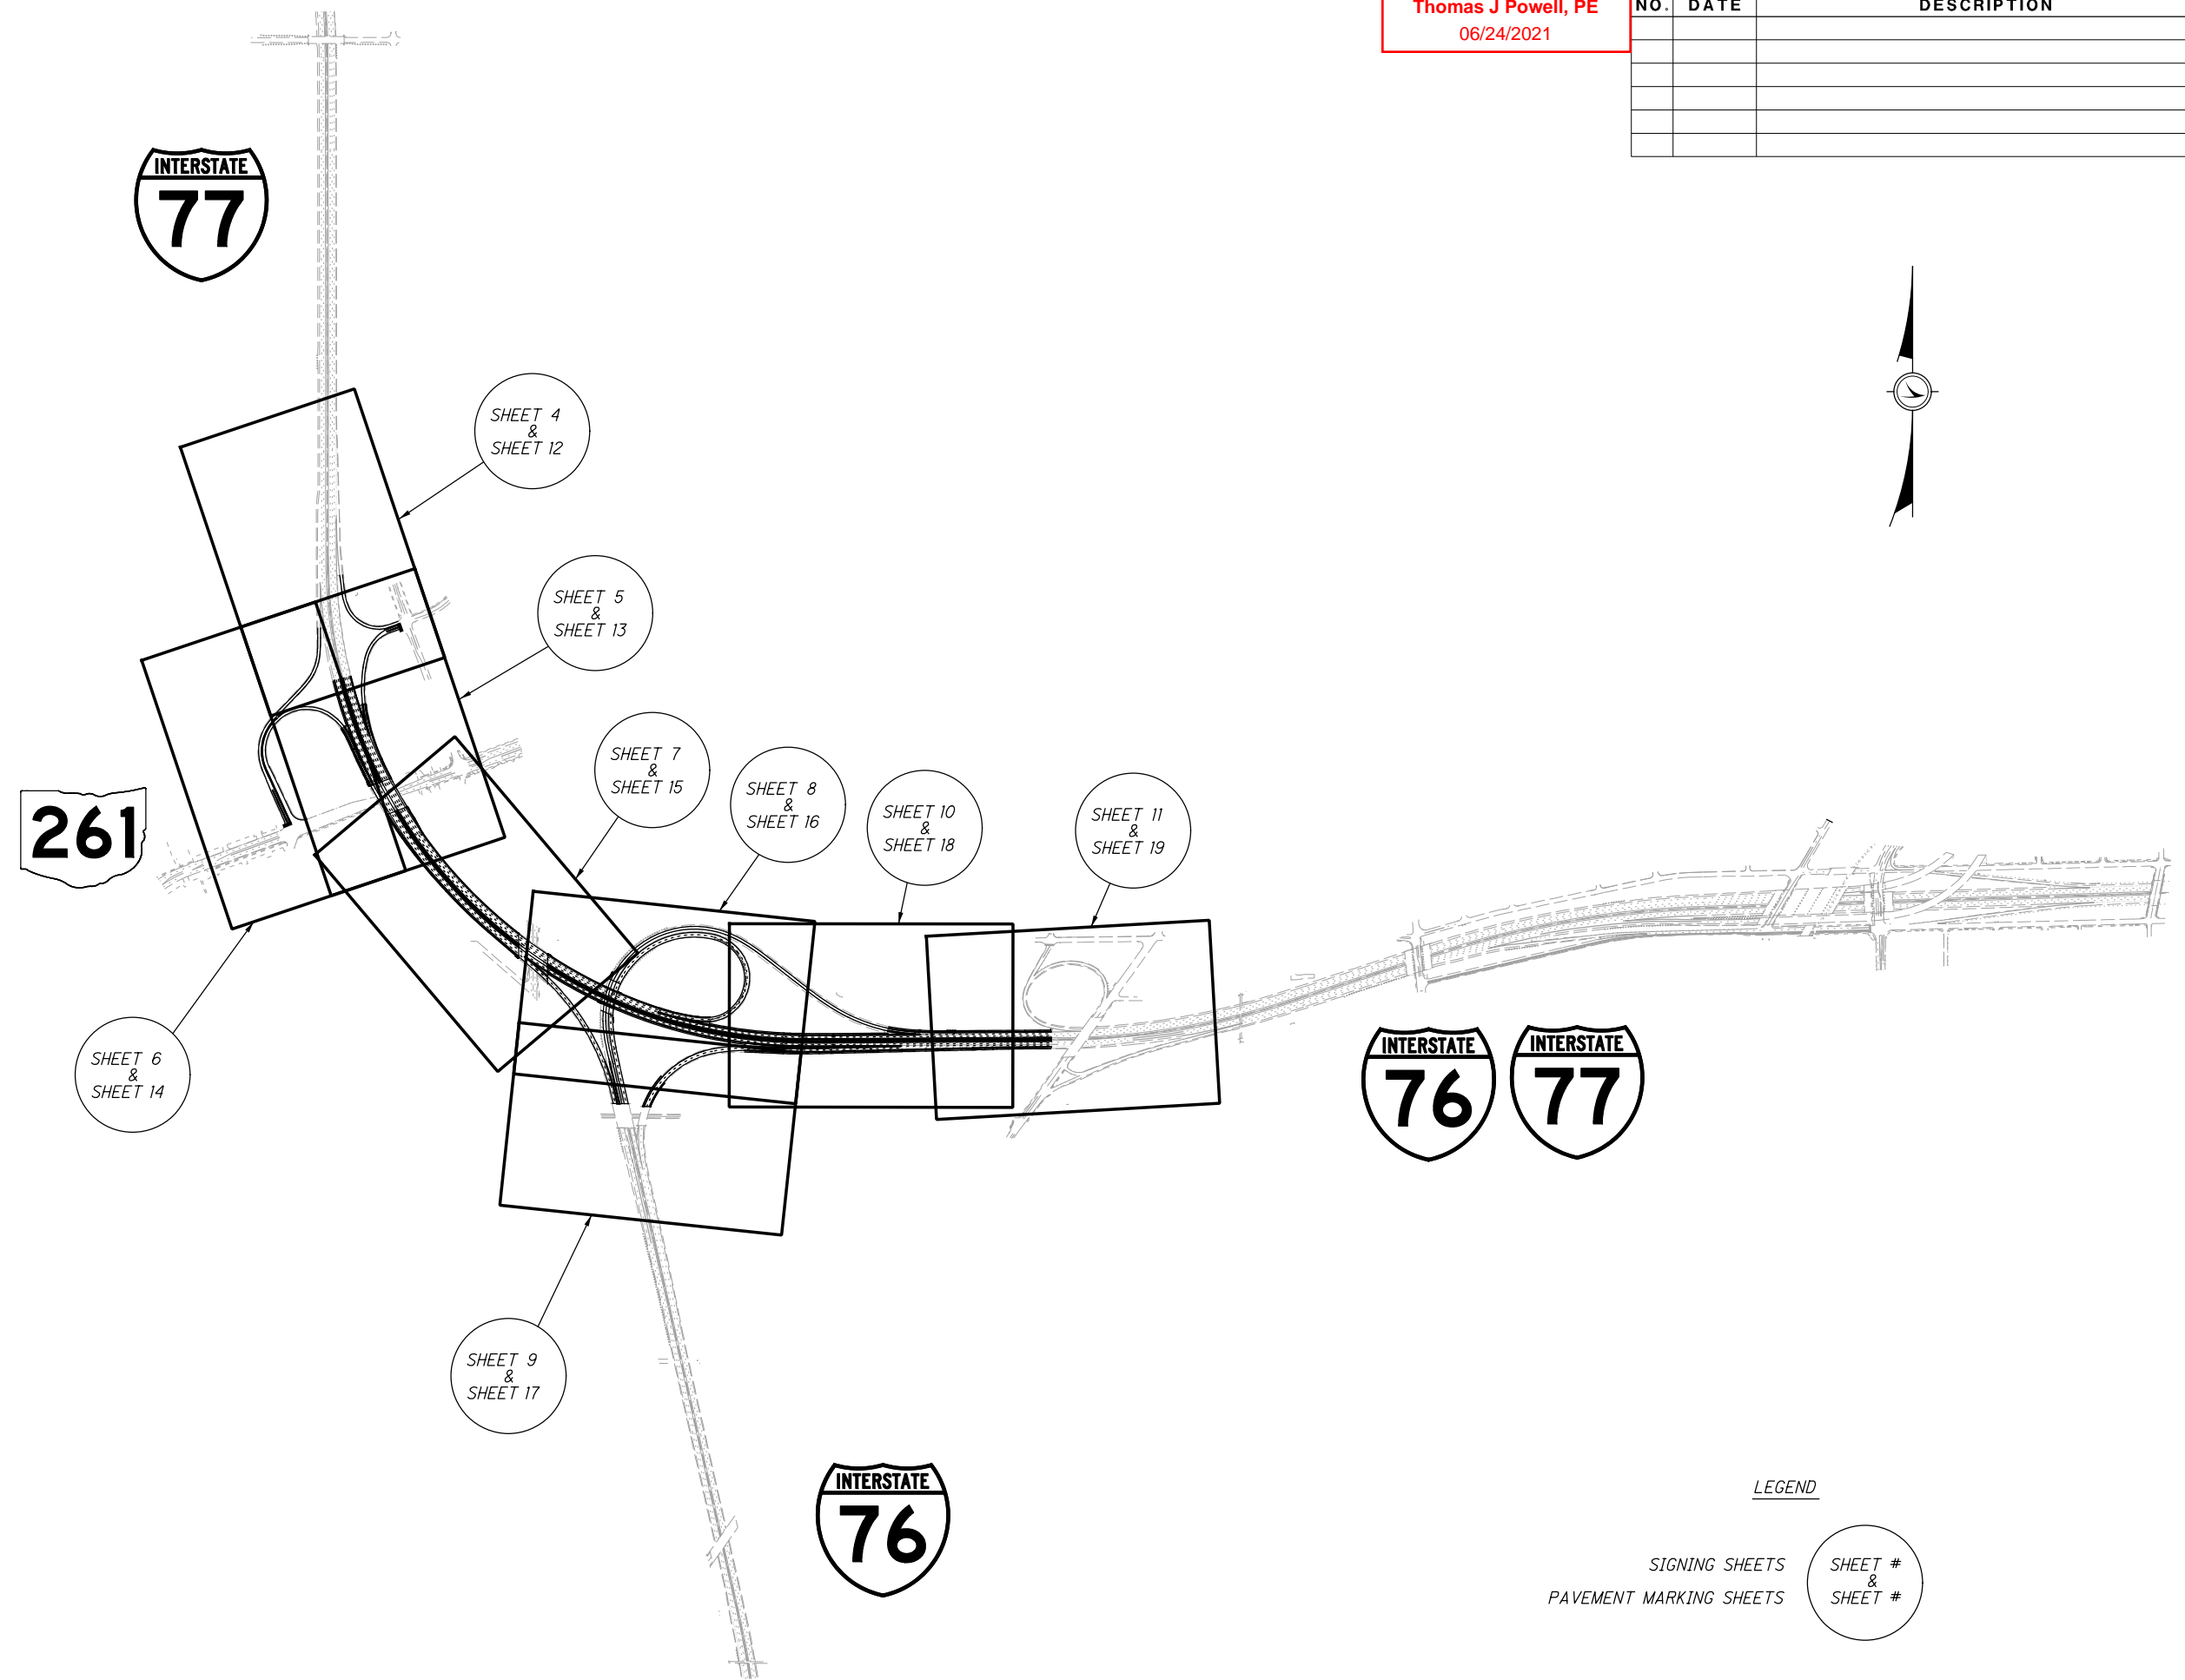 Thomas J Powell, PE
06/24/2021
NO. DATE DESCRIPTION
INTERSTATE
77
SHEET 4
&
SHEET 12
SHEET 5
&
SHEET 13
SHEET 7
&
SHEET 15
SHEET 8
&
SHEET 16
SHEET 10
&
SHEET 18
SHEET 11
&
SHEET 19
261
SHEET 6
&
SHEET 14
INTERSTATE
76
INTERSTATE
77
SHEET 9
&
SHEET 17
INTERSTATE
76
LEGEND
SIGNING SHEETS
PAVEMENT MARKING SHEETS
SHEET #
&
SHEET #